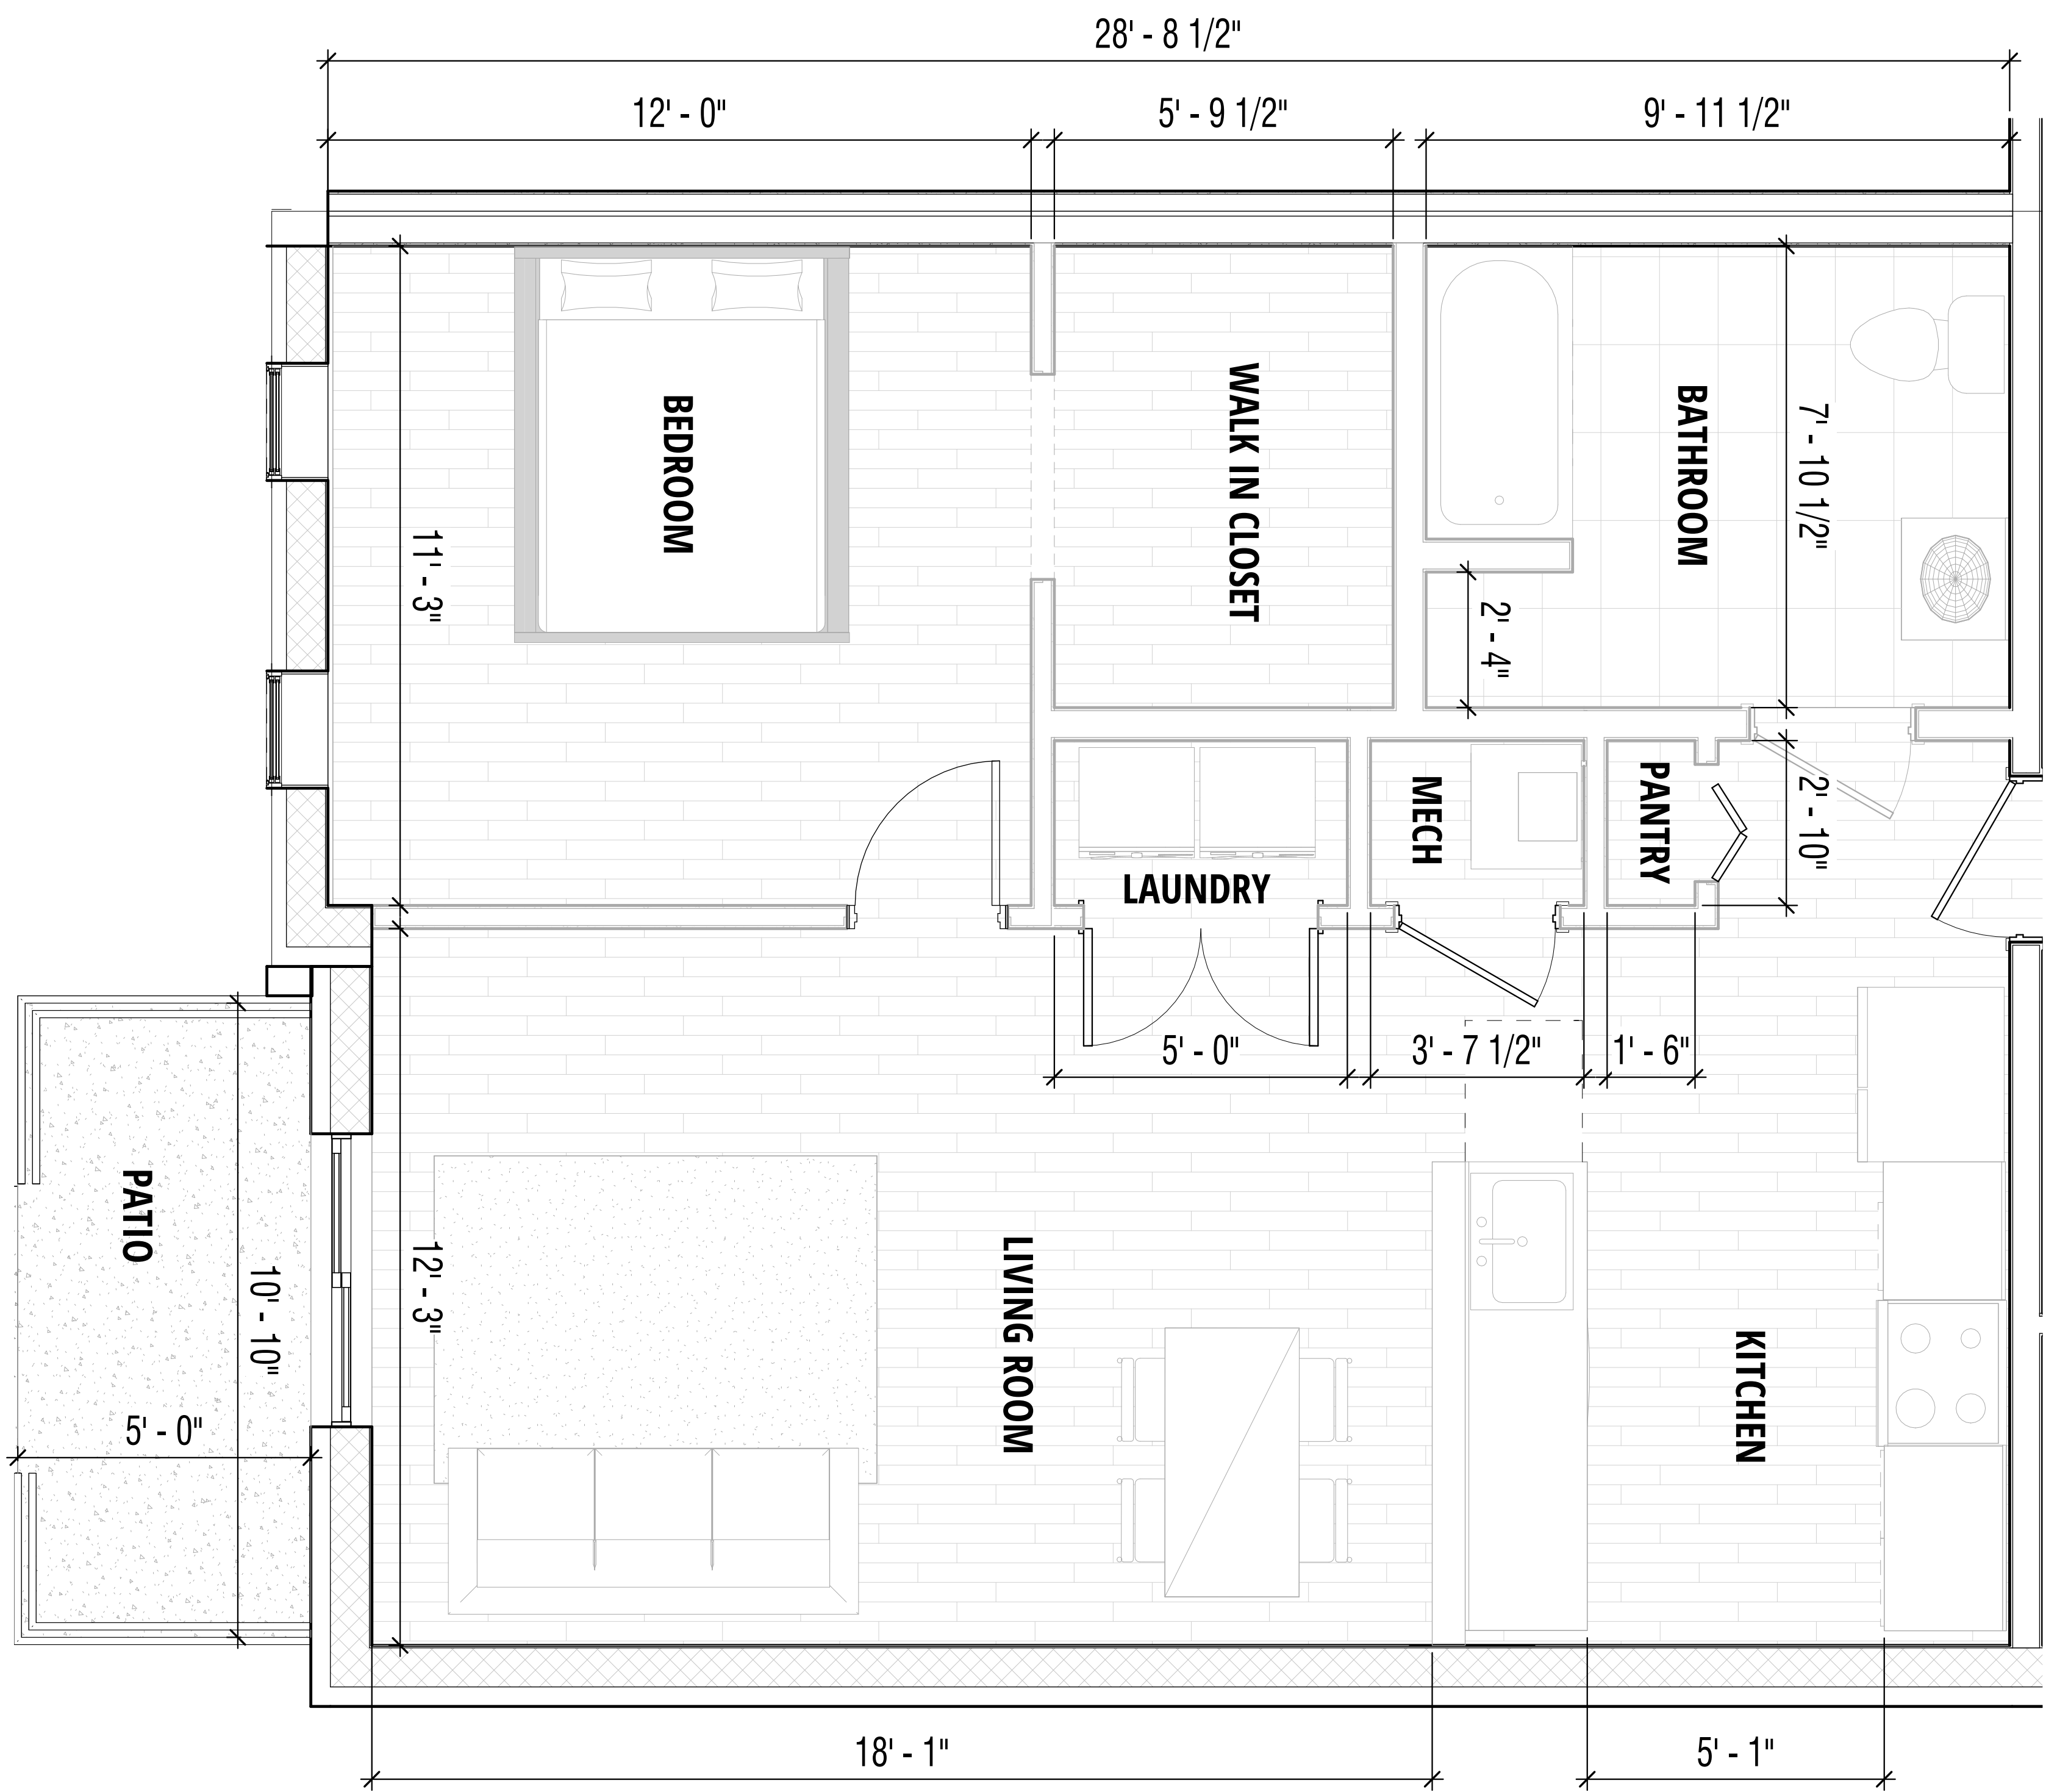 28' - 8 1/2"
12' - 0"
5' - 9 1/2"
9' - 11 1/2"
BEDROOM
11' - 3"
WALK IN CLOSET
BATHROOM
7' - 10 1/2"
2' - 4"
LAUNDRY
MECH
PANTRY
2' - 10"
5' - 0"
3' - 7 1/2"
1' - 6"
PATIO
10' - 10"
5' - 0"
12' - 3"
LIVING ROOM
KITCHEN
18' - 1"
5' - 1"